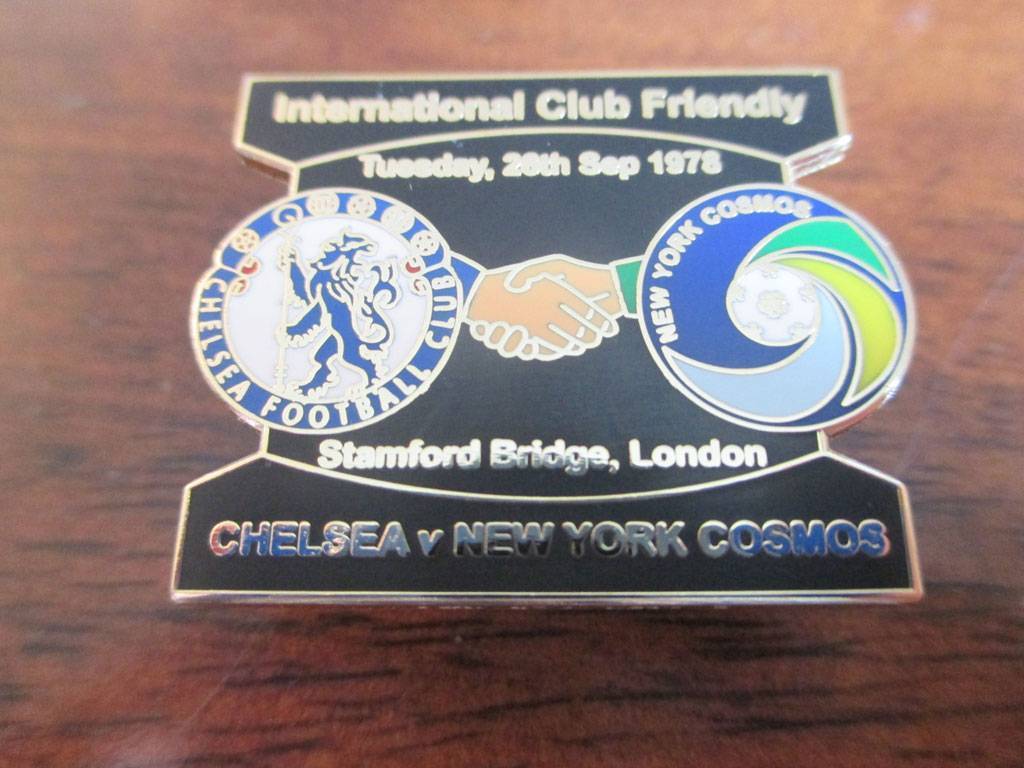 International Club Friendly
Tuesday, 26th Sep 1978
CHELSEA FOOTBALL CLUB
NEW YORK COSMOS
Stamford Bridge, London
CHELSEA v NEW YORK COSMOS